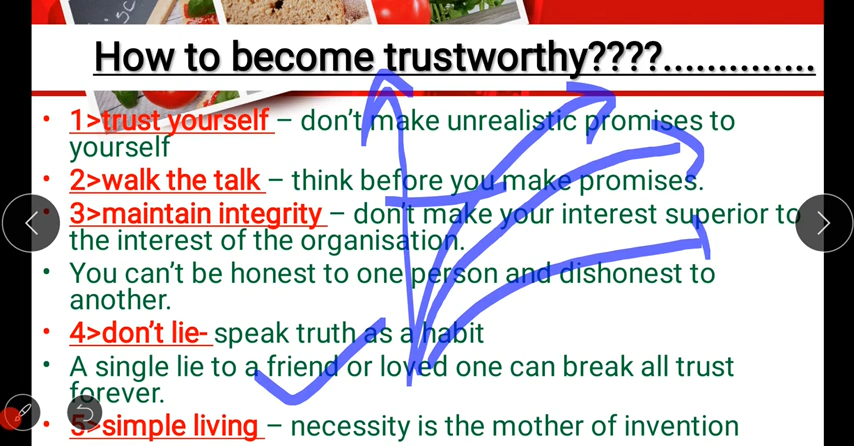 How to become trustworthy????..............
• 1>trust yourself – don't make unrealistic promises to
yourself
• 2>walk the talk – think before you make promises.
• 3>maintain integrity – don't make your interest superior to
the interest of the organisation.
• You can't be honest to one person and dishonest to
another.
• 4>don't lie- speak truth as a habit
• A single lie to a friend or loved one can break all trust
forever.
• 5>simple living – necessity is the mother of invention